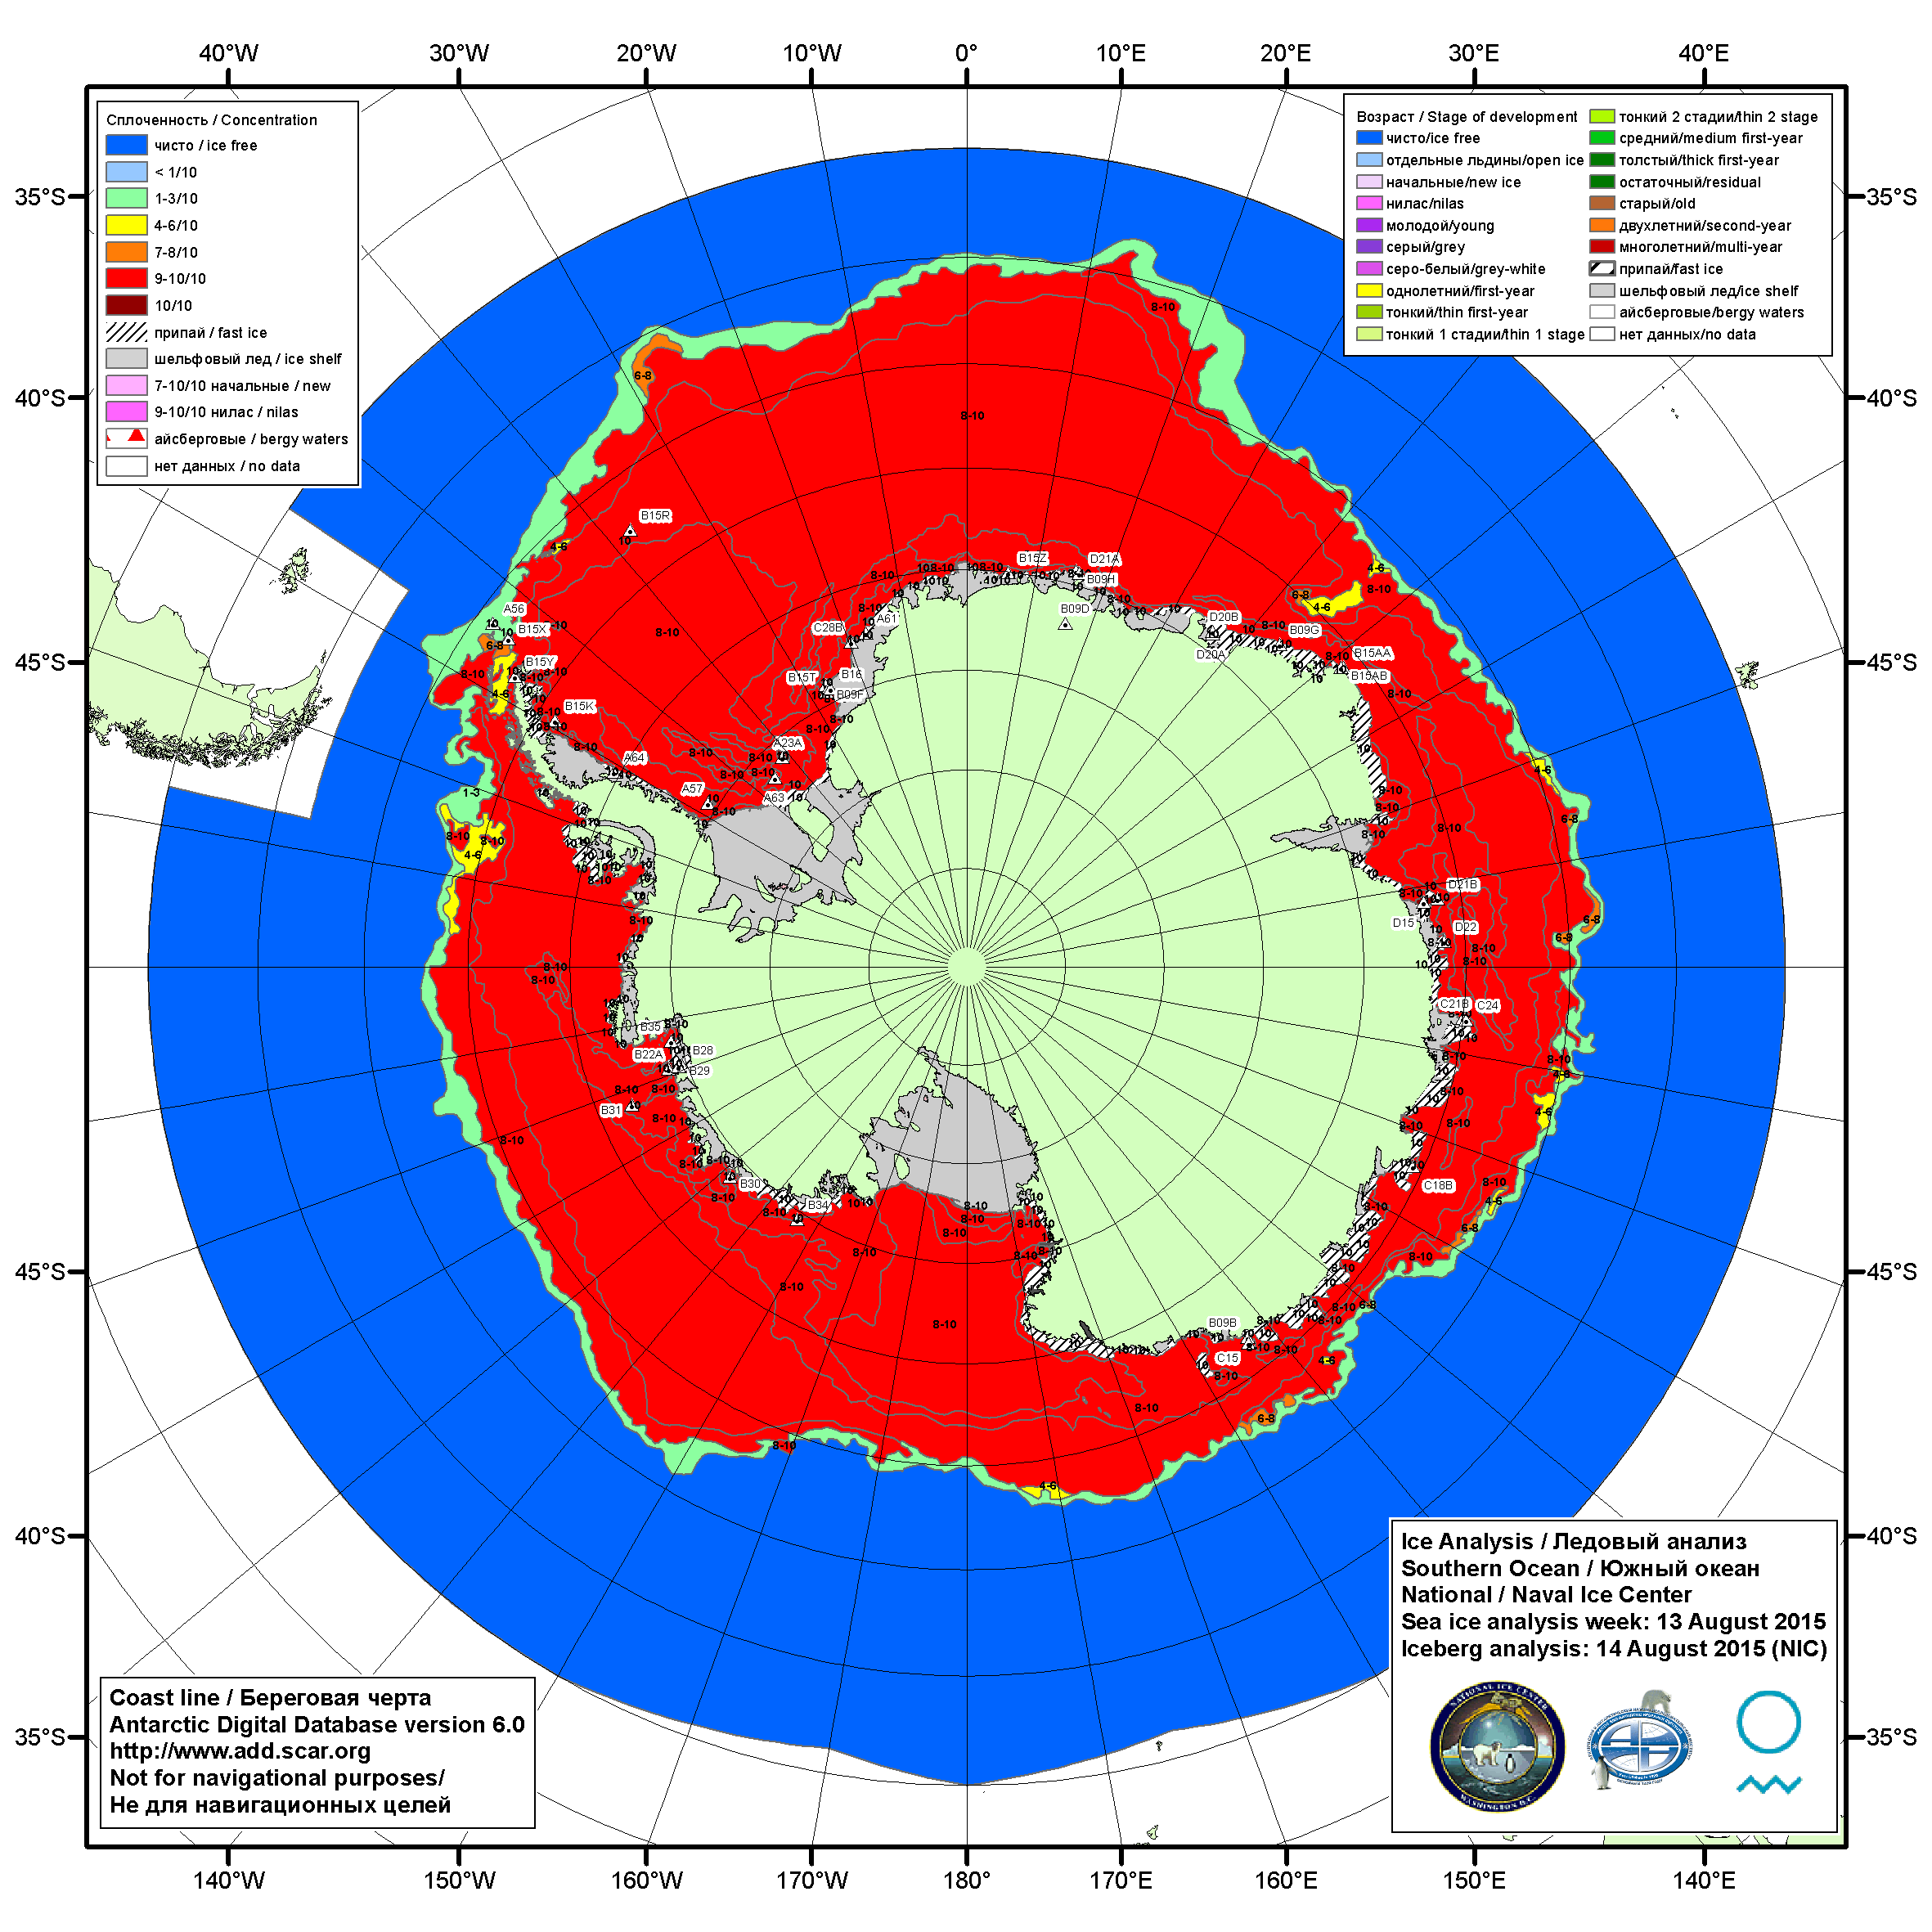 40°W 30°W 20°W 10°W 0° 10°E 20°E 30°E 40°E
Сплоченность / Concentration
чисто / ice free
< 1/10
1-3/10
4-6/10
7-8/10
9-10/10
10/10
припай / fast ice
шельфовый лед / ice shelf
7-10/10 начальные / new
9-10/10 нилас / nilas
айсберговые / bergy waters
нет данных / no data
Возраст / Stage of development
чисто/ice free
отдельные льдины/open ice
начальные/new ice
нилас/nilas
молодой/young
серый/grey
серо-белый/grey-white
однолетний/first-year
тонкий/thin first-year
тонкий 1 стадии/thin 1 stage
тонкий 2 стадии/thin 2 stage
средний/medium first-year
толстый/thick first-year
остаточный/residual
старый/old
двухлетний/second-year
многолетний/multi-year
припай/fast ice
шельфовый лед/ice shelf
айсберговые/bergy waters
нет данных/no data
35°S 35°S
40°S 40°S
45°S 45°S
45°S 45°S
40°S 40°S
35°S 35°S
8-10
6-8
8-10
B15R
10
4-6
B15Z
D21A
B09H
B09D
A56
B15X
B15Y
B15K
C28B
A61
B15T
B16
B09F
A23A
A64
A57
A63
D20B
D20A
B09G
B15AA
B15AB
1-3
D21B
D15
D22
C21B
C24
B35
B22A
B28
B29
B31
B30
B34
C18B
B09B
C15
Ice Analysis / Ледовый анализ
Southern Ocean / Южный океан
National / Naval Ice Center
Sea ice analysis week: 13 August 2015
Iceberg analysis: 14 August 2015 (NIC)
NATIONAL ICE CENTER
WASHINGTON D.C.
Coast line / Береговая черта
Antarctic Digital Database version 6.0
http://www.add.scar.org
Not for navigational purposes/
Не для навигационных целей
140°W 150°W 160°W 170°W 180° 170°E 160°E 150°E 140°E